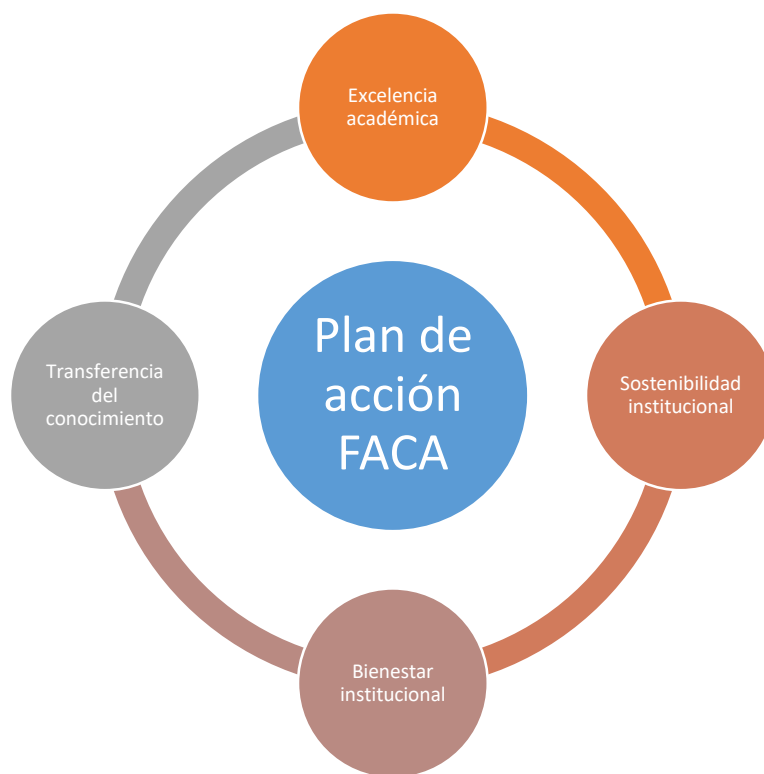 Excelencia
académica
Plan de
acción
FACA
Transferencia
del
conocimiento
Sostenibilidad
institucional
Bienestar
institucional